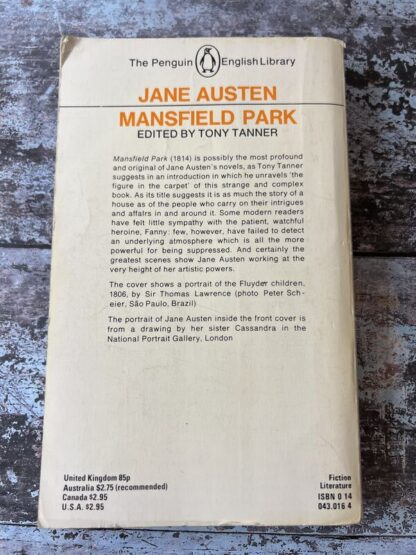 The Penguin English Library
JANE AUSTEN
MANSFIELD PARK
EDITED BY TONY TANNER
Mansfield Park (1814) is possibly the most profound
and original of Jane Austen's novels, as Tony Tanner
suggests in an introduction in which he unravels 'the
figure in the carpet' of this strange and complex
book. As its title suggests it is as much the story of a
house as of the people who carry on their intrigues
and affairs in and around it. Some modern readers
have felt little sympathy with the patient, watchful
heroine, Fanny: few, however, have failed to detect
an underlying atmosphere which is all the more
powerful for being suppressed. And certainly the
greatest scenes show Jane Austen working at the
very height of her artistic powers.
The cover shows a portrait of the Fluyder children,
1806, by Sir Thomas Lawrence (photo Peter Sch-
eier, São Paulo, Brazil)
The portrait of Jane Austen inside the front cover is
from a drawing by her sister Cassandra in the
National Portrait Gallery, London
United Kingdom 85p
Australia $2.75 (recommended)
Canada $2.95
U.S.A. $2.95
Fiction
Literature
ISBN 0 14
043.016 4